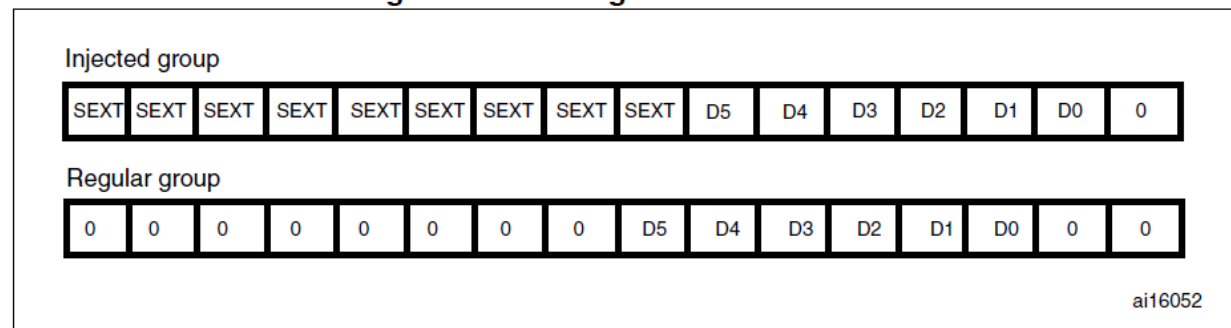 Injected group
SEXT SEXT SEXT SEXT SEXT SEXT SEXT SEXT SEXT D5 D4 D3 D2 D1 D0 0
Regular group
0 0 0 0 0 0 0 0 D5 D4 D3 D2 D1 D0 0 0
ai16052